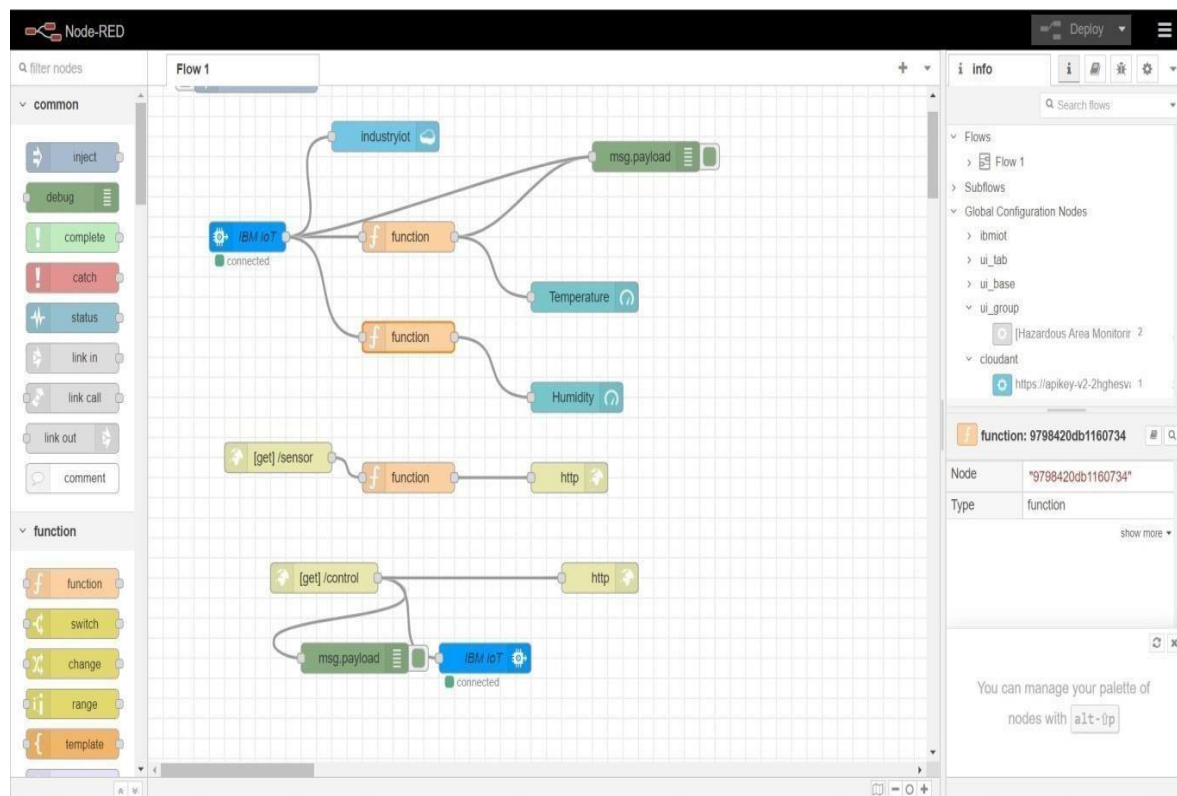 Node-RED
Deploy
filter nodes
Flow 1
info
i
common
Search flows
inject
debug
complete
catch
status
link in
link call
link out
comment
function
function
switch
change
range
template
industryIot
msg.payload
IBM IoT
connected
function
Temperature
function
Humidity
[get] /sensor
function
http
[get] /control
http
msg.payload
IBM IoT
connected
Flows
Flow 1
Subflows
Global Configuration Nodes
ibmiot
ui_tab
ui_base
ui_group
[Hazardous Area Monitorin 2
cloudant
https://apikey-v2-2hghesv 1
function: 9798420db1160734
Node "9798420db1160734"
Type function
show more
You can manage your palette of
nodes with alt-⇧p